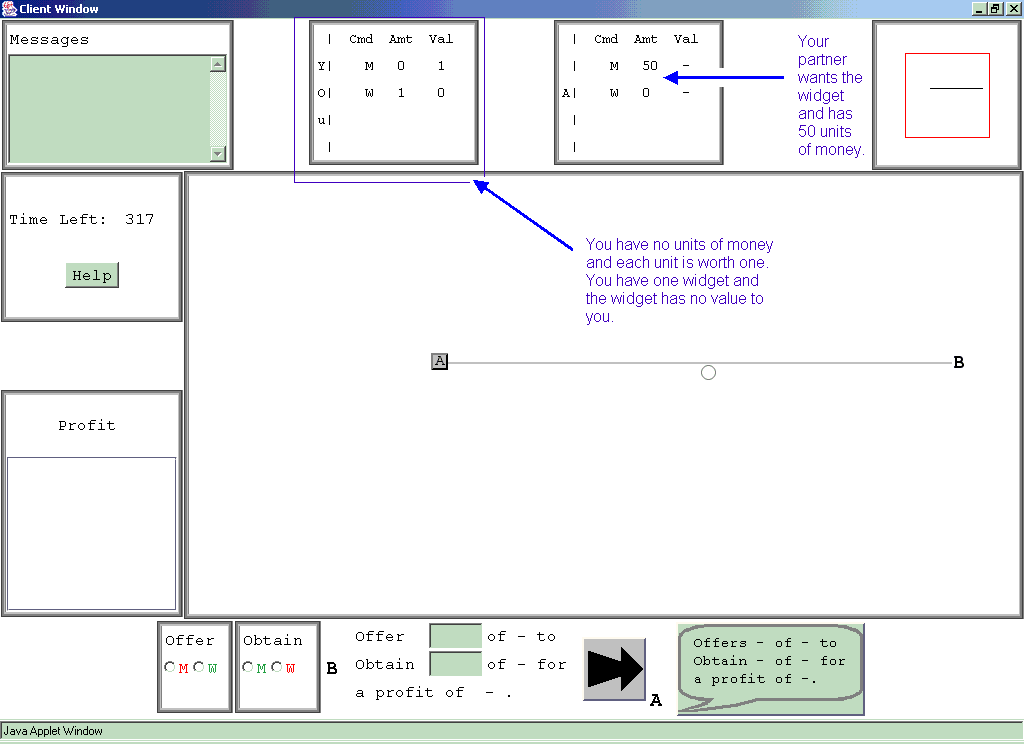 Client Window
Messages
| Cmd Amt Val
Y| M 0 1
O| W 1 0
u|
|
| Cmd Amt Val
| M 50 -
A| W 0 -
|
|
Your
partner
wants the
widget
and has
50 units
of money.
Time Left: 317
Help
You have no units of money
and each unit is worth one.
You have one widget and
the widget has no value to
you.
A
B
Profit
Offer
M W
Obtain
M W
B
Offer of - to
Obtain of - for
a profit of - .
A
Offers - of - to
Obtain - of - for
a profit of -.
Java Applet Window